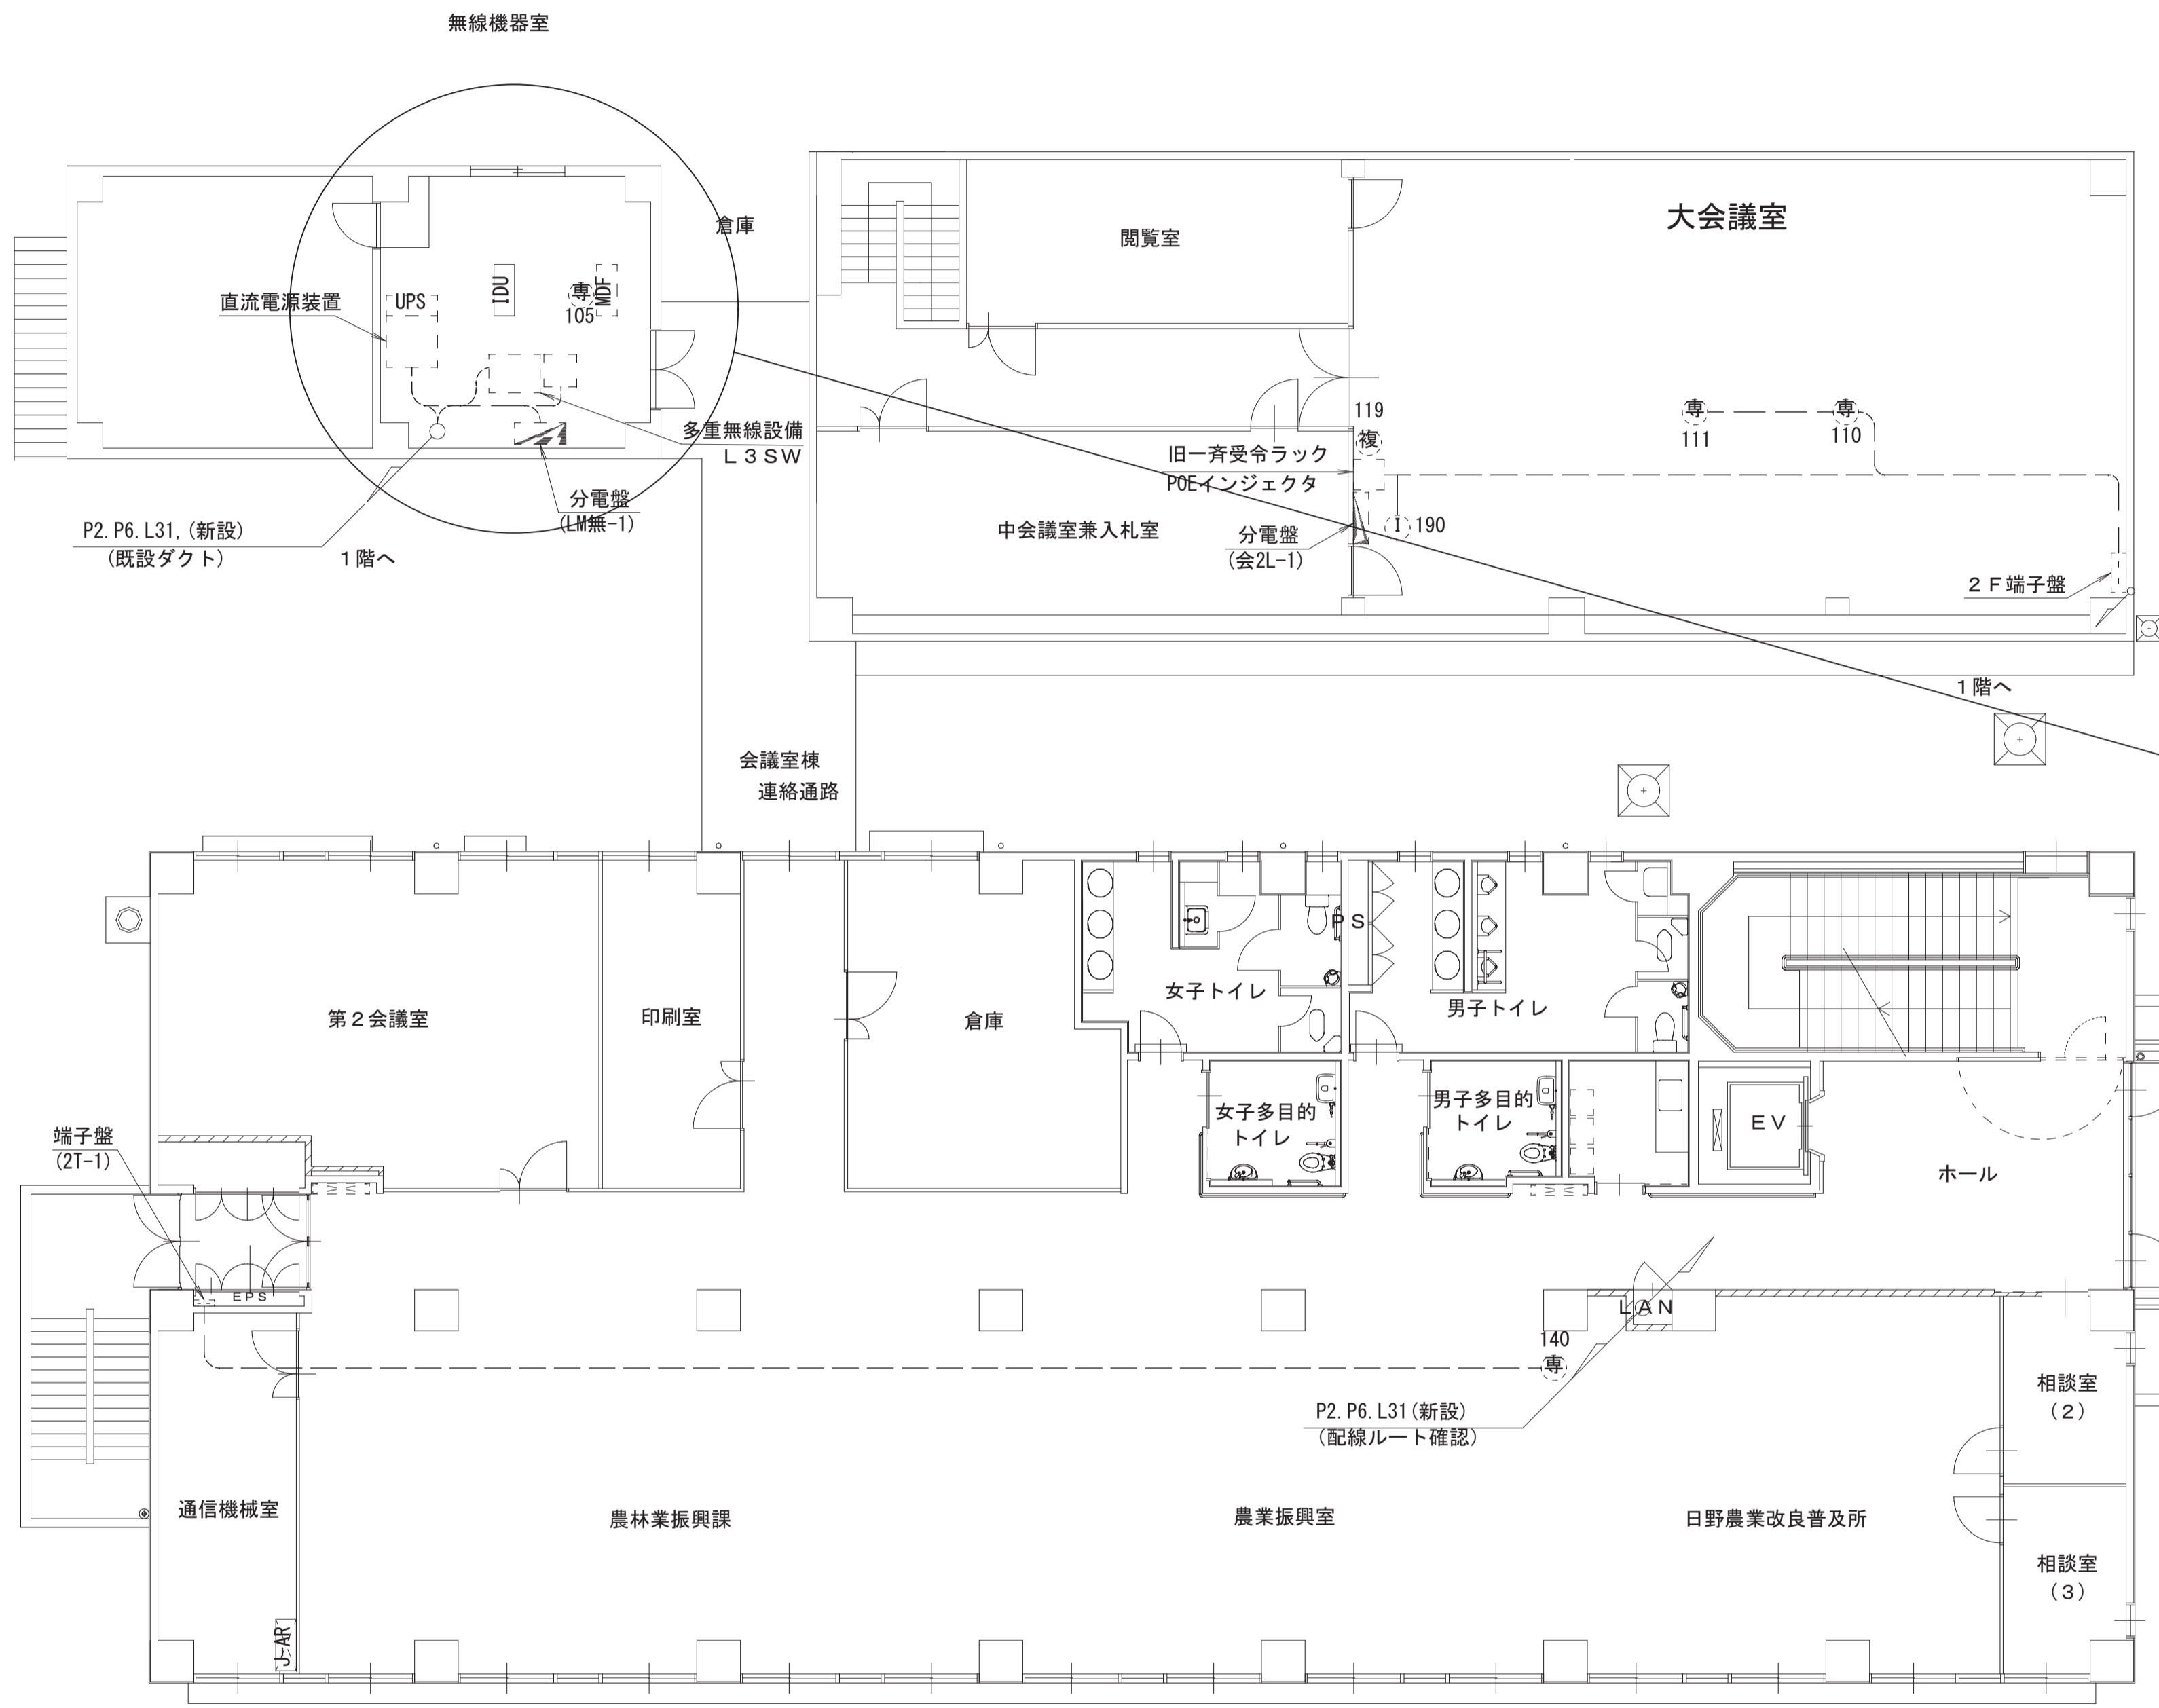 無線機器室
倉庫
直流電源装置
UPS
IDU
専
105
MDF
多重無線設備
L3SW
分電盤
(LM無-1)
P2. P6. L31, (新設)
(既設ダクト)
1階へ
閲覧室
大会議室
専
111
専
110
119
複
旧一斉受令ラック
POEインジェクタ
中会議室兼入札室
分電盤
(会2L-1)
I 190
2F端子盤
1階へ
会議室棟
連絡通路
第2会議室
印刷室
倉庫
女子トイレ
PS
男子トイレ
女子多目的
トイレ
男子多目的
トイレ
EV
ホール
端子盤
(2T-1)
EPS
LAN
140
専
P2. P6. L31(新設)
(配線ルート確認)
相談室
(2)
通信機械室
農林業振興課
農業振興室
日野農業改良普及所
相談室
(3)
J-AR